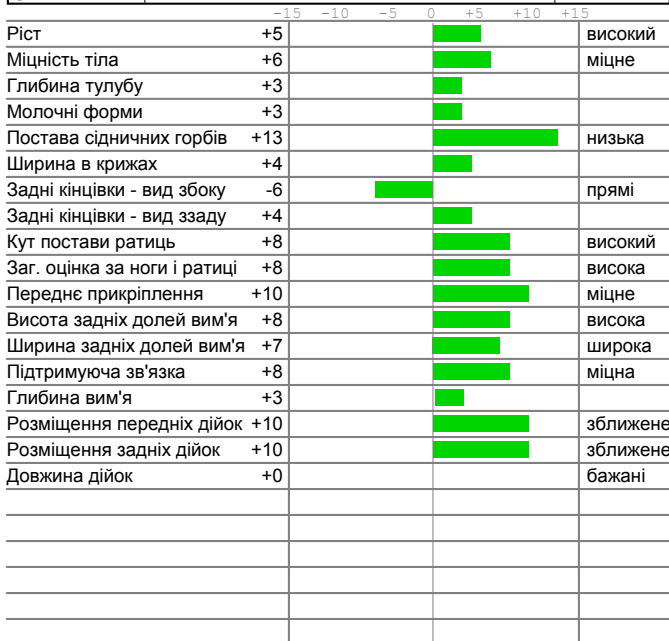 -15 -10 -5 0 +5 +10 +15
Ріст +5 високий
Міцність тіла +6 міцне
Глибина тулубу +3
Молочні форми +3
Постава сідничних горбів +13 низька
Ширина в крижах +4
Задні кінцівки - вид збоку -6 прямі
Задні кінцівки - вид ззаду +4
Кут постави ратиць +8 високий
Заг. оцінка за ноги і ратиці +8 висока
Переднє прикріплення +10 міцне
Висота задніх долей вим'я +8 висока
Ширина задніх долей вим'я +7 широка
Підтримуюча зв'язка +8 міцна
Глибина вим'я +3
Розміщення передніх дійок +10 зближене
Розміщення задніх дійок +10 зближене
Довжина дійок +0 бажані